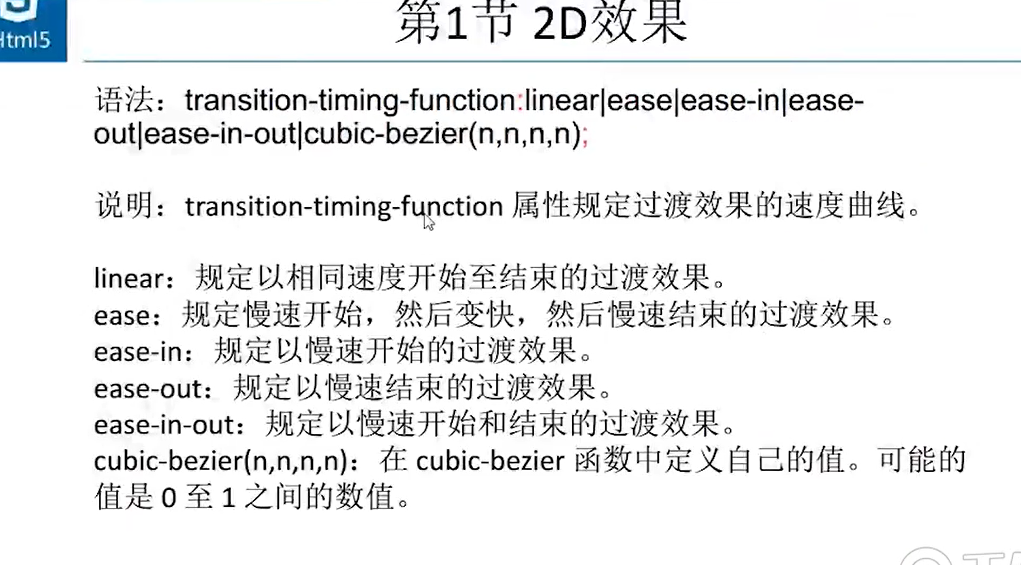 Html5
第1节 2D效果
语法：transition-timing-function:linear|ease|ease-in|ease-
out|ease-in-out|cubic-bezier(n,n,n,n);
说明：transition-timing-function 属性规定过渡效果的速度曲线。
linear：规定以相同速度开始至结束的过渡效果。
ease：规定慢速开始，然后变快，然后慢速结束的过渡效果。
ease-in：规定以慢速开始的过渡效果。
ease-out：规定以慢速结束的过渡效果。
ease-in-out：规定以慢速开始和结束的过渡效果。
cubic-bezier(n,n,n,n)：在 cubic-bezier 函数中定义自己的值。可能的
值是 0 至 1 之间的数值。